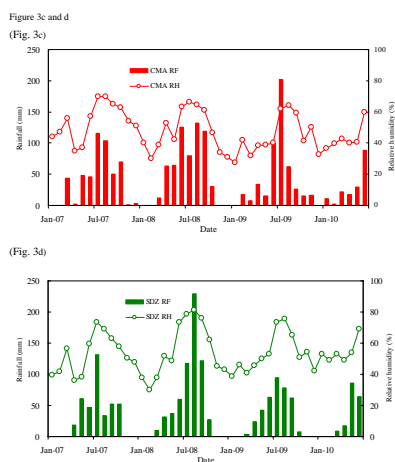 Figure 3c and d
(Fig. 3c)
250
200
150
100
50
0
Rainfall (mm)
CMA RF
CMA RH
100
80
60
40
20
0
Relative humidity (%)
Jan-07 Jul-07 Jan-08 Jul-08 Jan-09 Jul-09 Jan-10
Date
(Fig. 3d)
250
200
150
100
50
0
Rainfall (mm)
SDZ RF
SDZ RH
100
80
60
40
20
0
Relative humidity (%)
Jan-07 Jul-07 Jan-08 Jul-08 Jan-09 Jul-09 Jan-10
Date